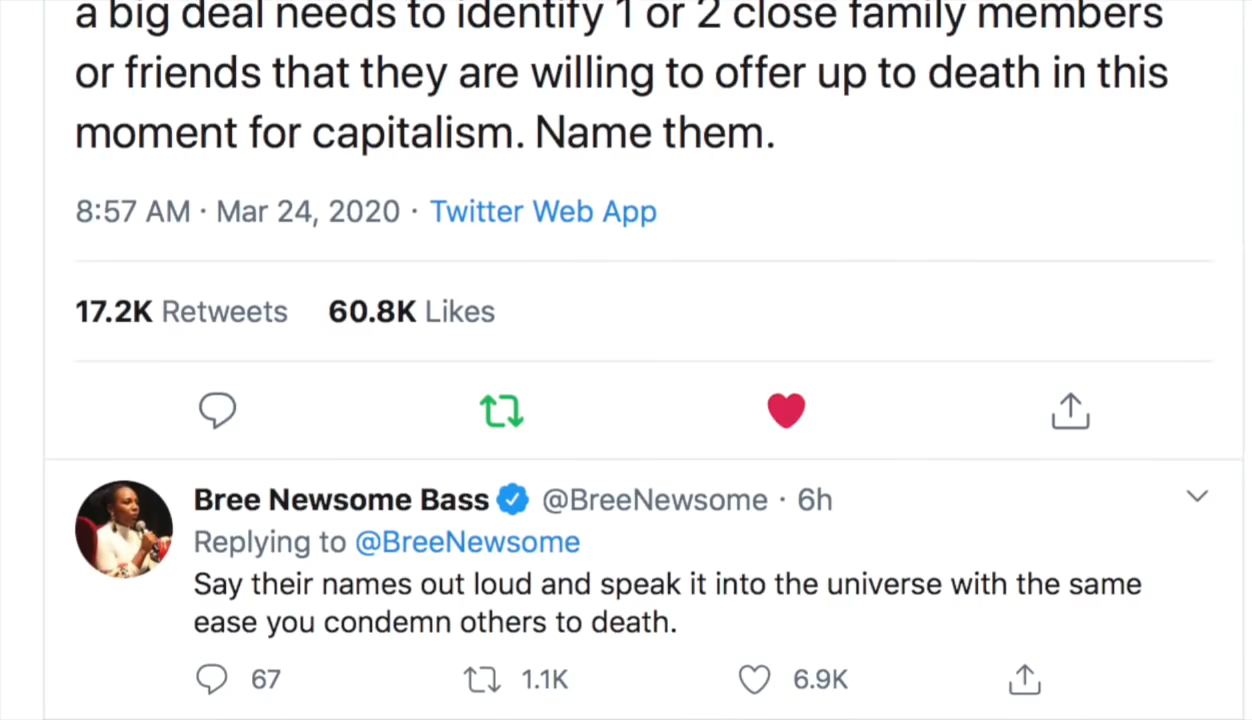 a big deal needs to identify 1 or 2 close family members
or friends that they are willing to offer up to death in this
moment for capitalism. Name them.
8:57 AM · Mar 24, 2020 · Twitter Web App
17.2K Retweets 60.8K Likes
Bree Newsome Bass @BreeNewsome · 6h
Replying to @BreeNewsome
Say their names out loud and speak it into the universe with the same
ease you condemn others to death.
67 1.1K 6.9K